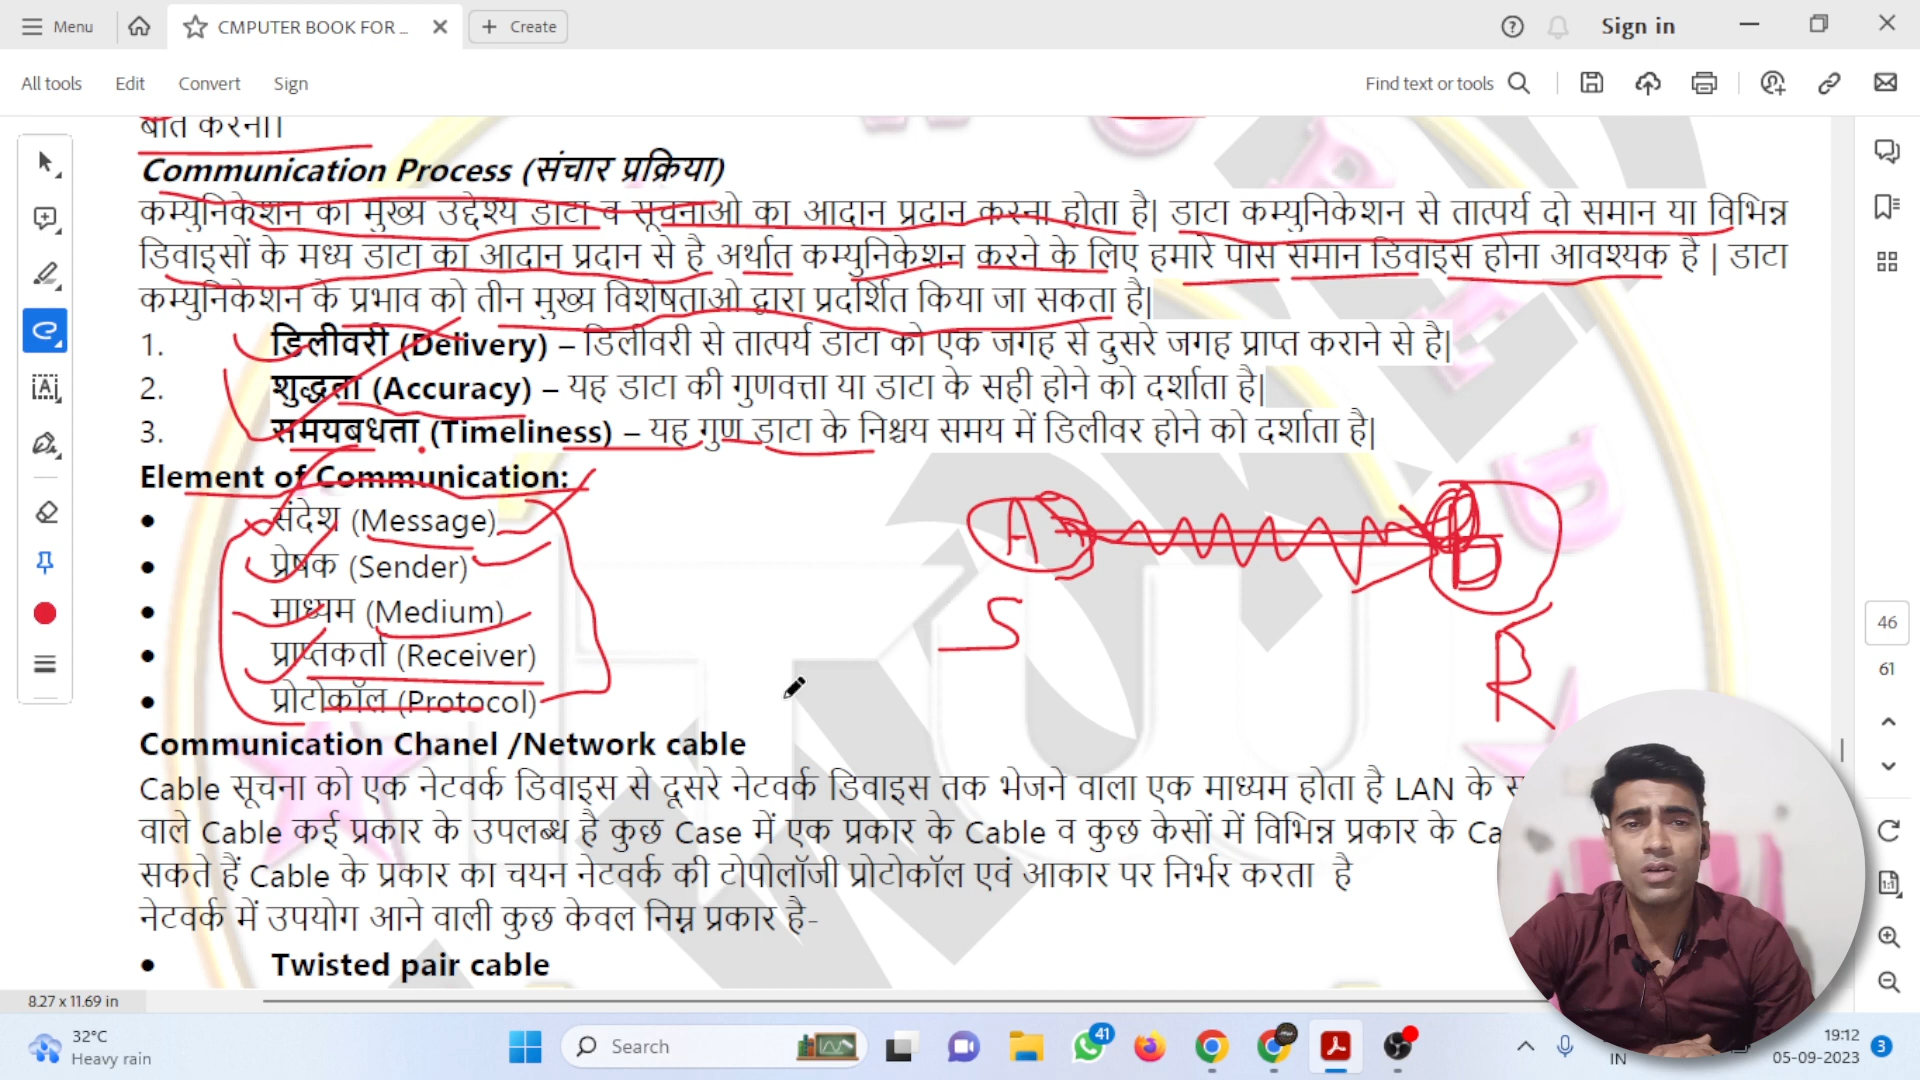 Menu
CMPUTER BOOK FOR ...
Create
Sign in
All tools
Edit
Convert
Sign
Find text or tools
बात करना।
Communication Process (संचार प्रक्रिया)
कम्युनिकेशन का मुख्य उद्देश्य डाटा व सूचनाओ का आदान प्रदान करना होता है| डाटा कम्युनिकेशन से तात्पर्य दो समान या विभिन्न
डिवाइसों के मध्य डाटा का आदान प्रदान से है अर्थात कम्युनिकेशन करने के लिए हमारे पास समान डिवाइस होना आवश्यक है | डाटा
कम्युनिकेशन के प्रभाव को तीन मुख्य विशेषताओ द्वारा प्रदर्शित किया जा सकता है|
1. डिलीवरी (Delivery) – डिलीवरी से तात्पर्य डाटा को एक जगह से दुसरे जगह प्राप्त कराने से है|
2. शुद्धता (Accuracy) – यह डाटा की गुणवत्ता या डाटा के सही होने को दर्शाता है|
3. समयबधता (Timeliness) – यह गुण डाटा के निश्चय समय में डिलीवर होने को दर्शाता है|
Element of Communication:
• संदेश (Message)
• प्रेषक (Sender)
• माध्यम (Medium)
• प्राप्तकर्ता (Receiver)
• प्रोटोकॉल (Protocol)
A
S
R
Communication Chanel /Network cable
Cable सूचना को एक नेटवर्क डिवाइस से दूसरे नेटवर्क डिवाइस तक भेजने वाला एक माध्यम होता है LAN के
वाले Cable कई प्रकार के उपलब्ध है कुछ Case में एक प्रकार के Cable व कुछ केसों में विभिन्न प्रकार के Ca
सकते हैं Cable के प्रकार का चयन नेटवर्क की टोपोलॉजी प्रोटोकॉल एवं आकार पर निर्भर करता है
नेटवर्क में उपयोग आने वाली कुछ केवल निम्न प्रकार है-
• Twisted pair cable
46
61
8.27 x 11.69 in
32°C
Heavy rain
Search
41
IN
19:12
05-09-2023
3